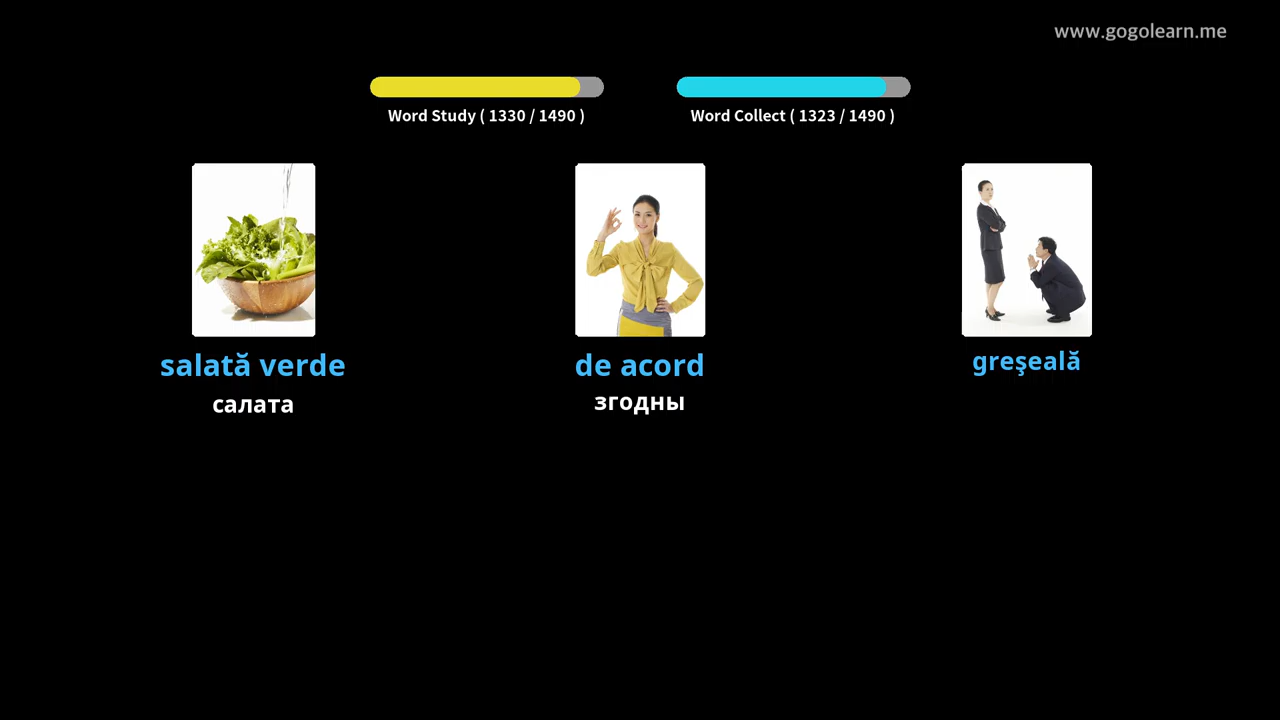 www.gogolearn.me
Word Study ( 1330 / 1490 )
Word Collect ( 1323 / 1490 )
salată verde
de acord
greşeală
салата
згодны